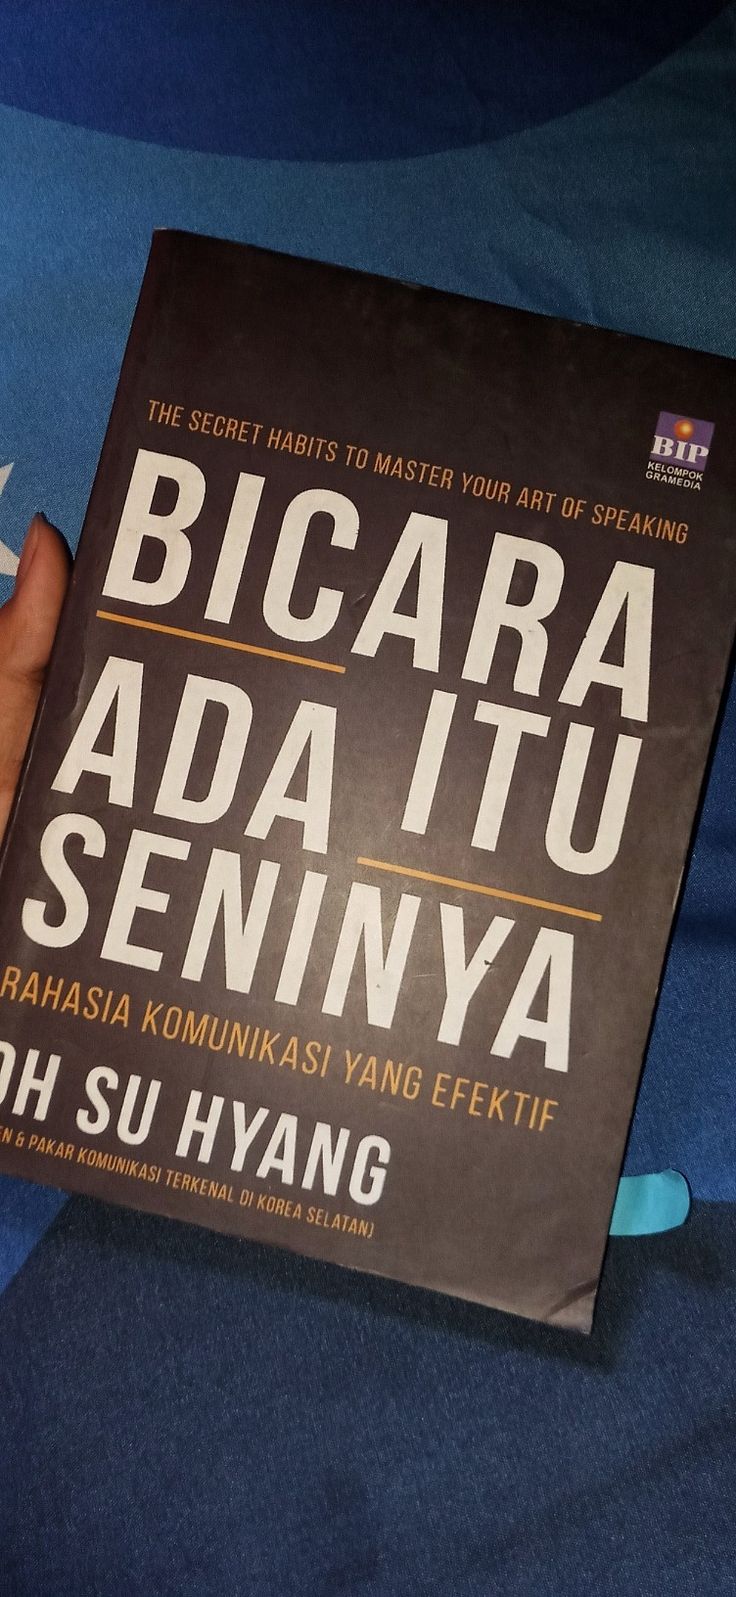 THE SECRET HABITS TO MASTER YOUR ART OF SPEAKING
BIP
KELOMPOK
GRAMEDIA
BICARA
ADA ITU
SENINYA
RAHASIA KOMUNIKASI YANG EFEKTIF
OH SU HYANG
& PAKAR KOMUNIKASI TERKENAL DI KOREA SELATAN)